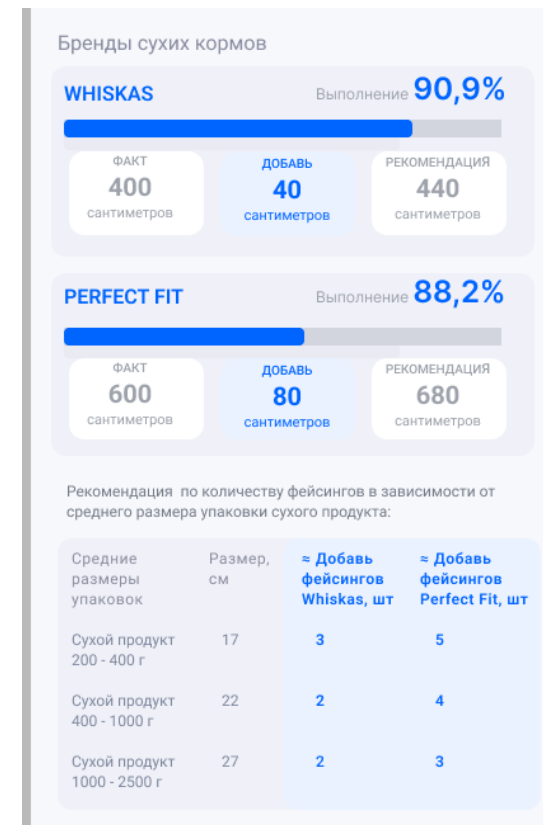 Бренды сухих кормов
WHISKAS
Выполнение 90,9%
ФАКТ
400
сантиметров
ДОБАВЬ
40
сантиметров
РЕКОМЕНДАЦИЯ
440
сантиметров
PERFECT FIT
Выполнение 88,2%
ФАКТ
600
сантиметров
ДОБАВЬ
80
сантиметров
РЕКОМЕНДАЦИЯ
680
сантиметров
Рекомендация по количеству фейсингов в зависимости от
среднего размера упаковки сухого продукта:
Средние
размеры
упаковок
Размер,
см
≈ Добавь
фейсингов
Whiskas, шт
≈ Добавь
фейсингов
Perfect Fit, шт
Сухой продукт
200 - 400 г
17
3
5
Сухой продукт
400 - 1000 г
22
2
4
Сухой продукт
1000 - 2500 г
27
2
3